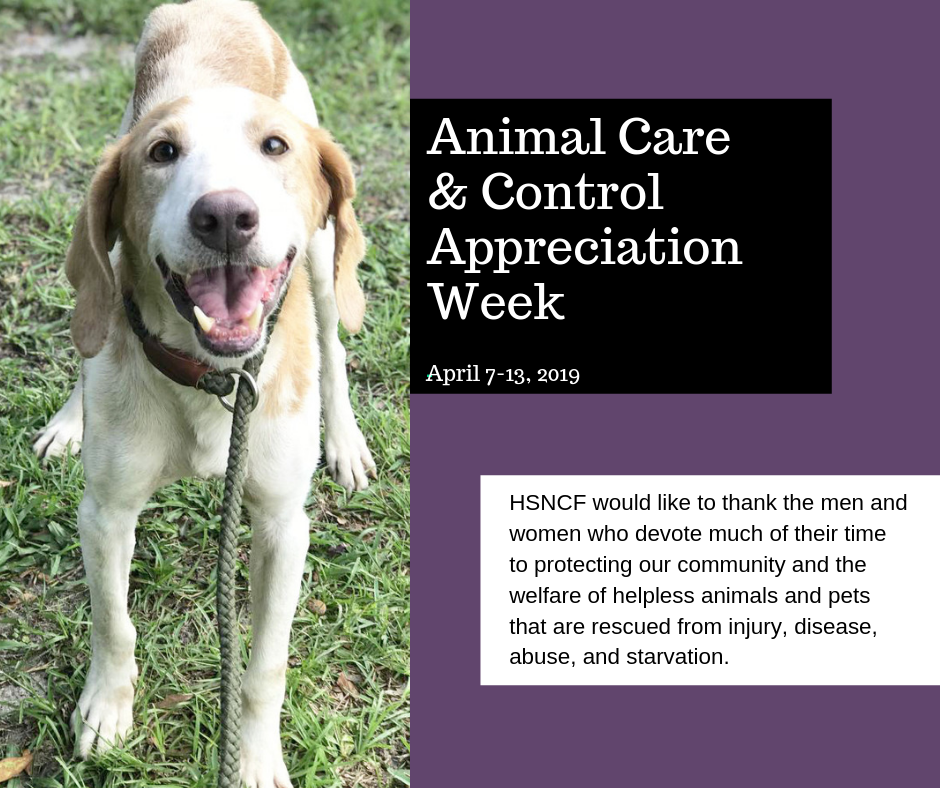 Animal Care
& Control
Appreciation
Week
April 7-13, 2019
HSNCF would like to thank the men and
women who devote much of their time
to protecting our community and the
welfare of helpless animals and pets
that are rescued from injury, disease,
abuse, and starvation.